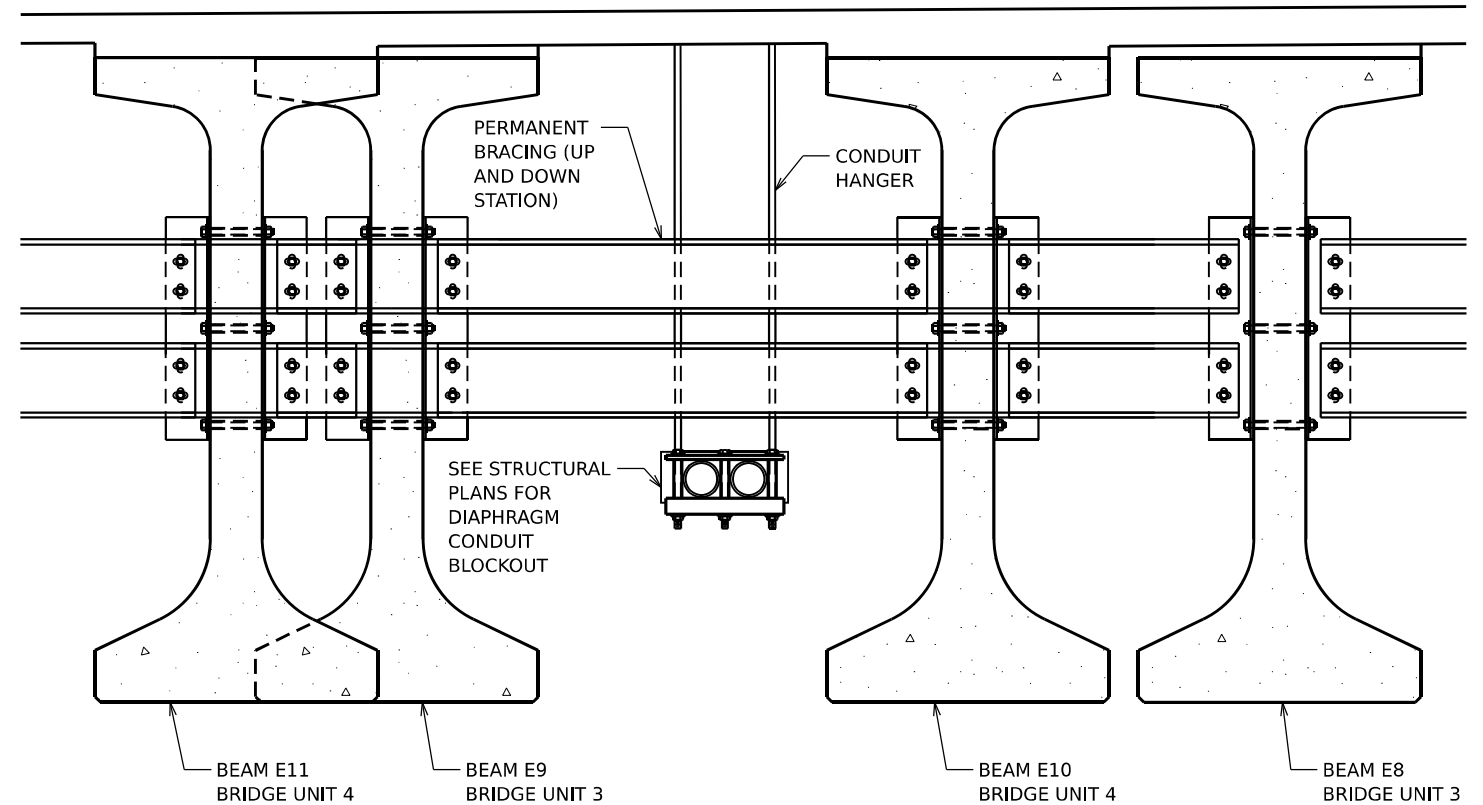 PERMANENT
BRACING (UP
AND DOWN
STATION)
CONDUIT
HANGER
SEE STRUCTURAL
PLANS FOR
DIAPHRAGM
CONDUIT
BLOCKOUT
BEAM E11
BRIDGE UNIT 4
BEAM E9
BRIDGE UNIT 3
BEAM E10
BRIDGE UNIT 4
BEAM E8
BRIDGE UNIT 3